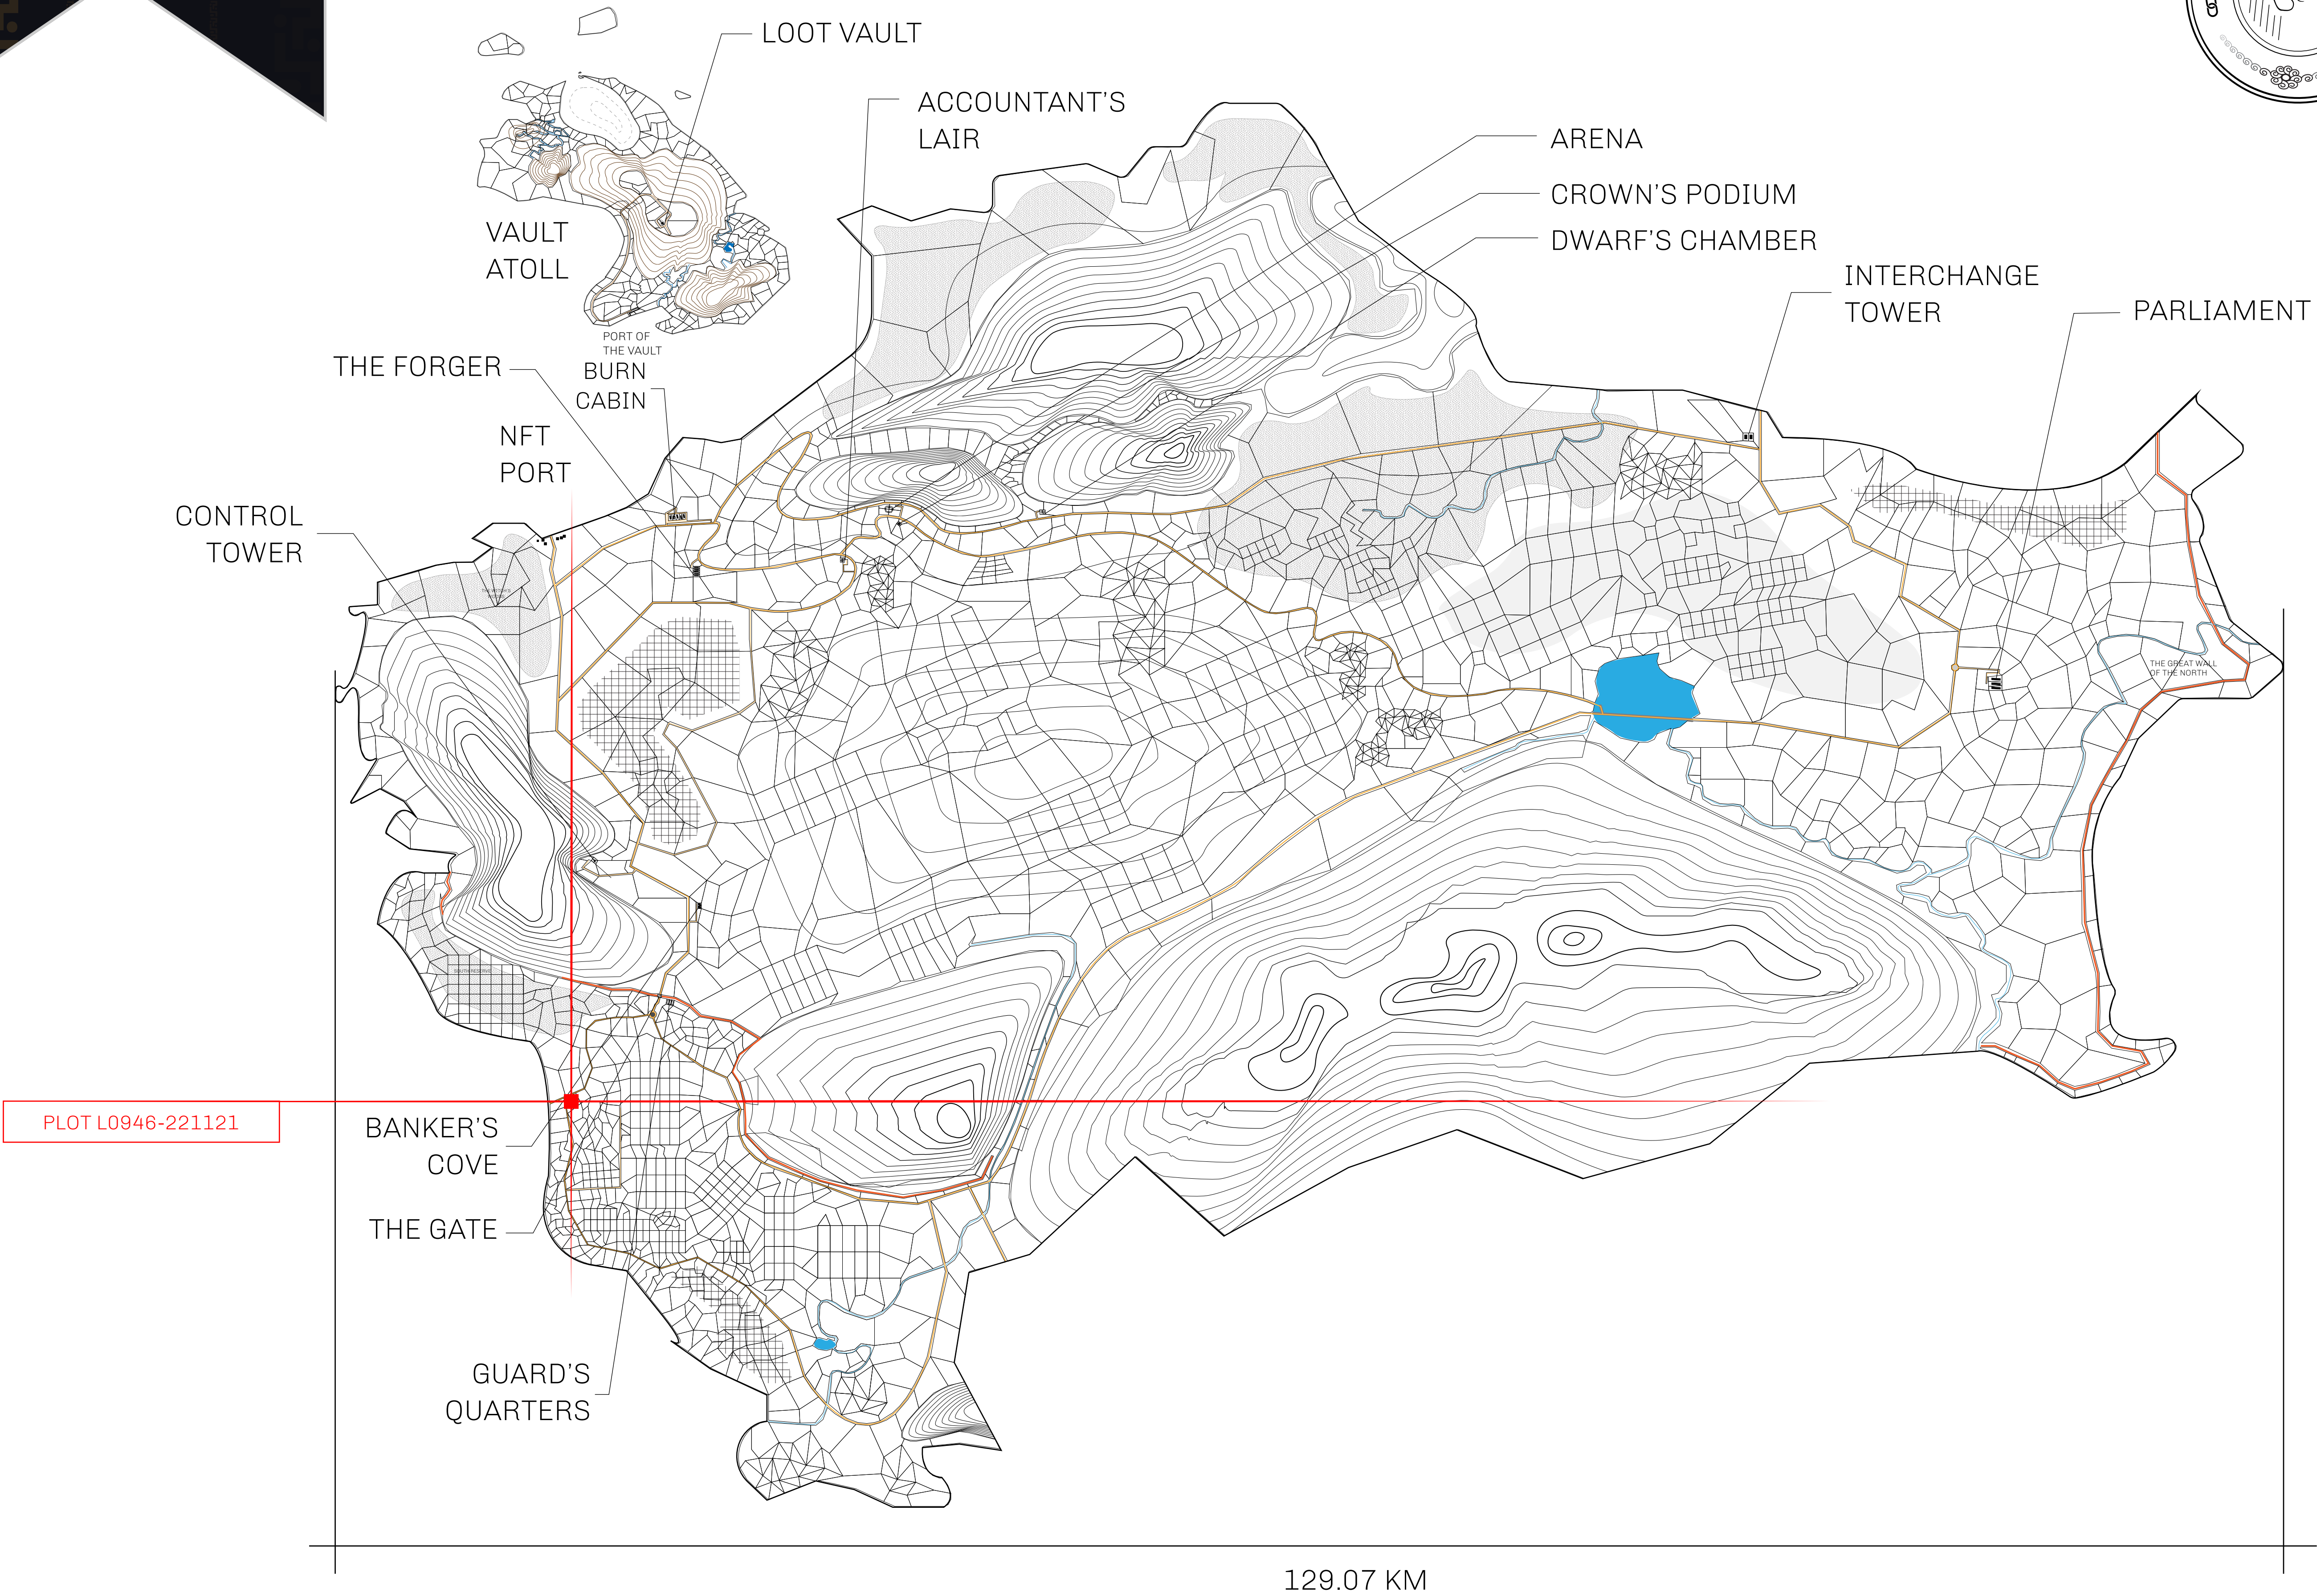 LOOT VAULT
ACCOUNTANT'S
LAIR
ARENA
CROWN'S PODIUM
DWARF'S CHAMBER
INTERCHANGE
TOWER
PARLIAMENT
VAULT
ATOLL
PORT OF
THE VAULT
THE FORGER
BURN
CABIN
NFT
PORT
CONTROL
TOWER
THE GREAT WALL
OF THE NORTH
SOUTH RESERVE
PLOT L0946-221121
BANKER'S
COVE
THE GATE
GUARD'S
QUARTERS
129.07 KM